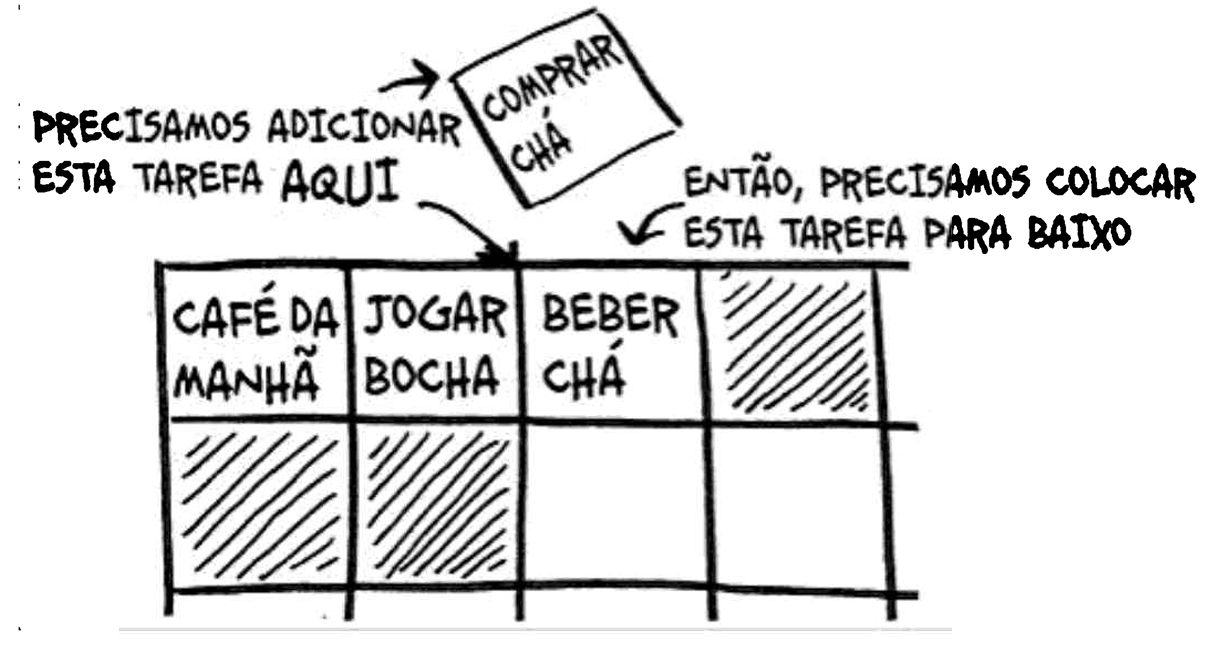 COMPRAR
CHÁ
PRECISAMOS ADICIONAR
ESTA TAREFA AQUI
ENTÃO, PRECISAMOS COLOCAR
ESTA TAREFA PARA BAIXO
CAFÉ DA
MANHÃ
JOGAR
BOCHA
BEBER
CHÁ